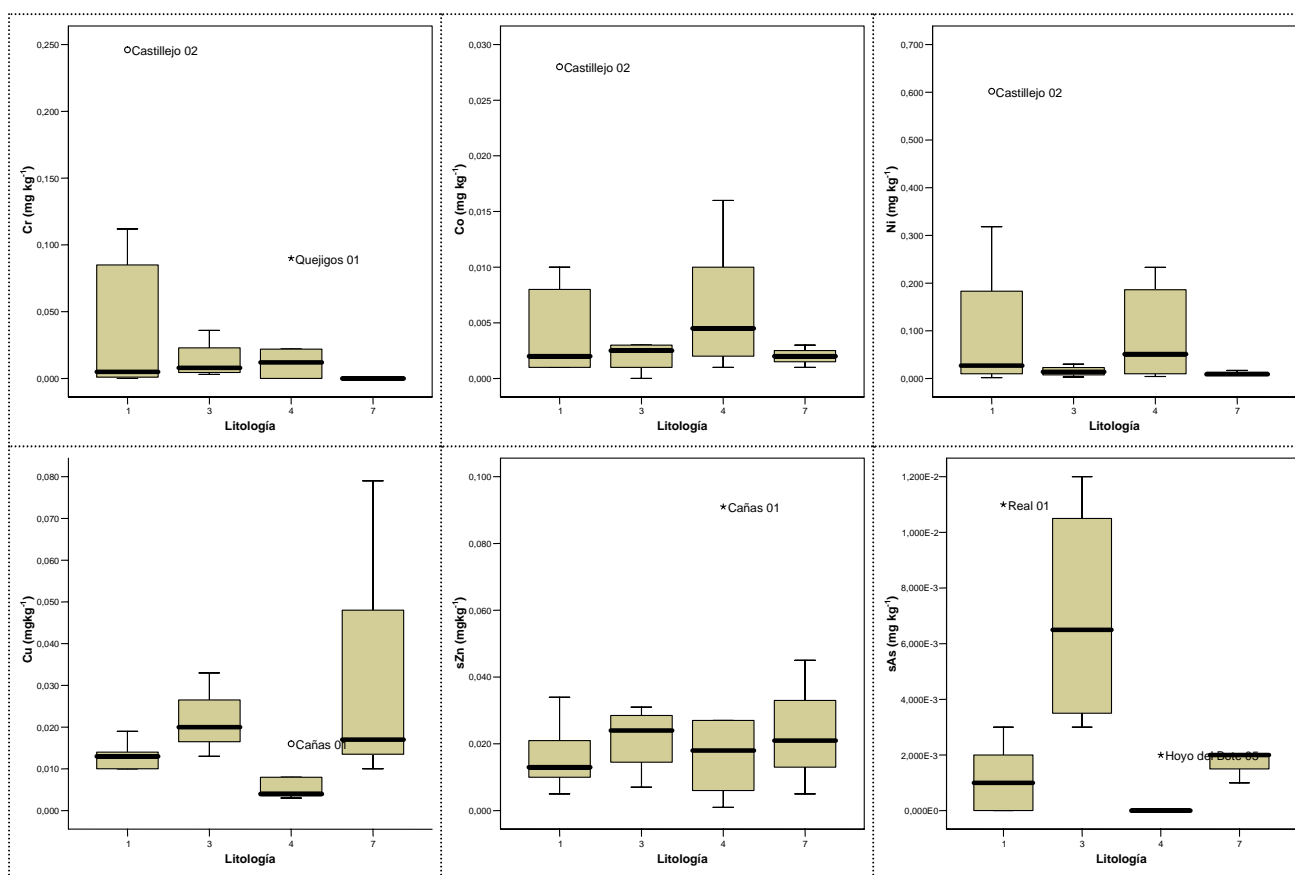 Cr (mg kg-1)
0,250
0,200
0,150
0,100
0,050
0,000
Castillejo 02
Quejigos 01
1 3 4 7
Litología
Co (mg kg-1)
0,030
0,025
0,020
0,015
0,010
0,005
0,000
Castillejo 02
1 3 4 7
Litología
Ni (mg kg-1)
0,700
0,600
0,500
0,400
0,300
0,200
0,100
0,000
Castillejo 02
1 3 4 7
Litología
Cu (mgkg-1)
0,080
0,070
0,060
0,050
0,040
0,030
0,020
0,010
0,000
Cañas 01
1 3 4 7
Litología
sZn (mgkg-1)
0,100
0,080
0,060
0,040
0,020
0,000
Cañas 01
1 3 4 7
Litología
sAs (mg kg-1)
1,200E-2
1,000E-2
8,000E-3
6,000E-3
4,000E-3
2,000E-3
0,000E0
Real 01
Hoyo del Bote 05
1 3 4 7
Litología